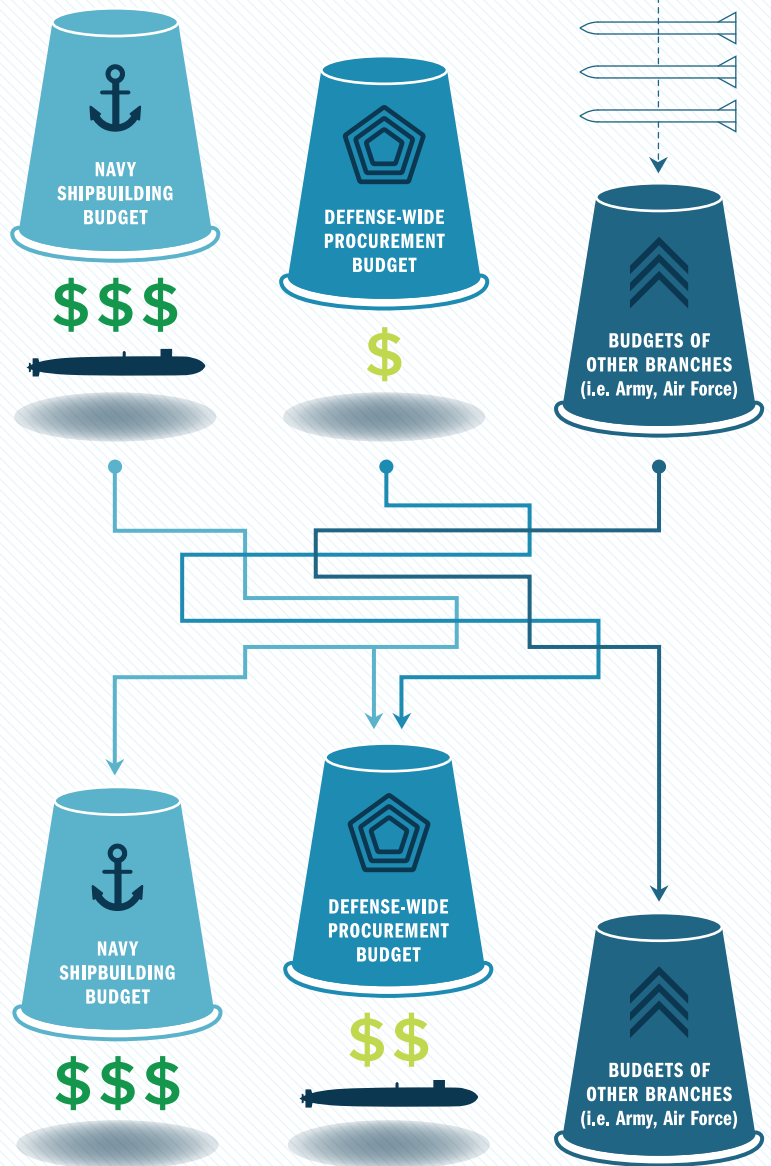 NAVY
SHIPBUILDING
BUDGET
$$$
DEFENSE-WIDE
PROCUREMENT
BUDGET
$
BUDGETS OF
OTHER BRANCHES
(i.e. Army, Air Force)
NAVY
SHIPBUILDING
BUDGET
$$$
DEFENSE-WIDE
PROCUREMENT
BUDGET
$$
BUDGETS OF
OTHER BRANCHES
(i.e. Army, Air Force)